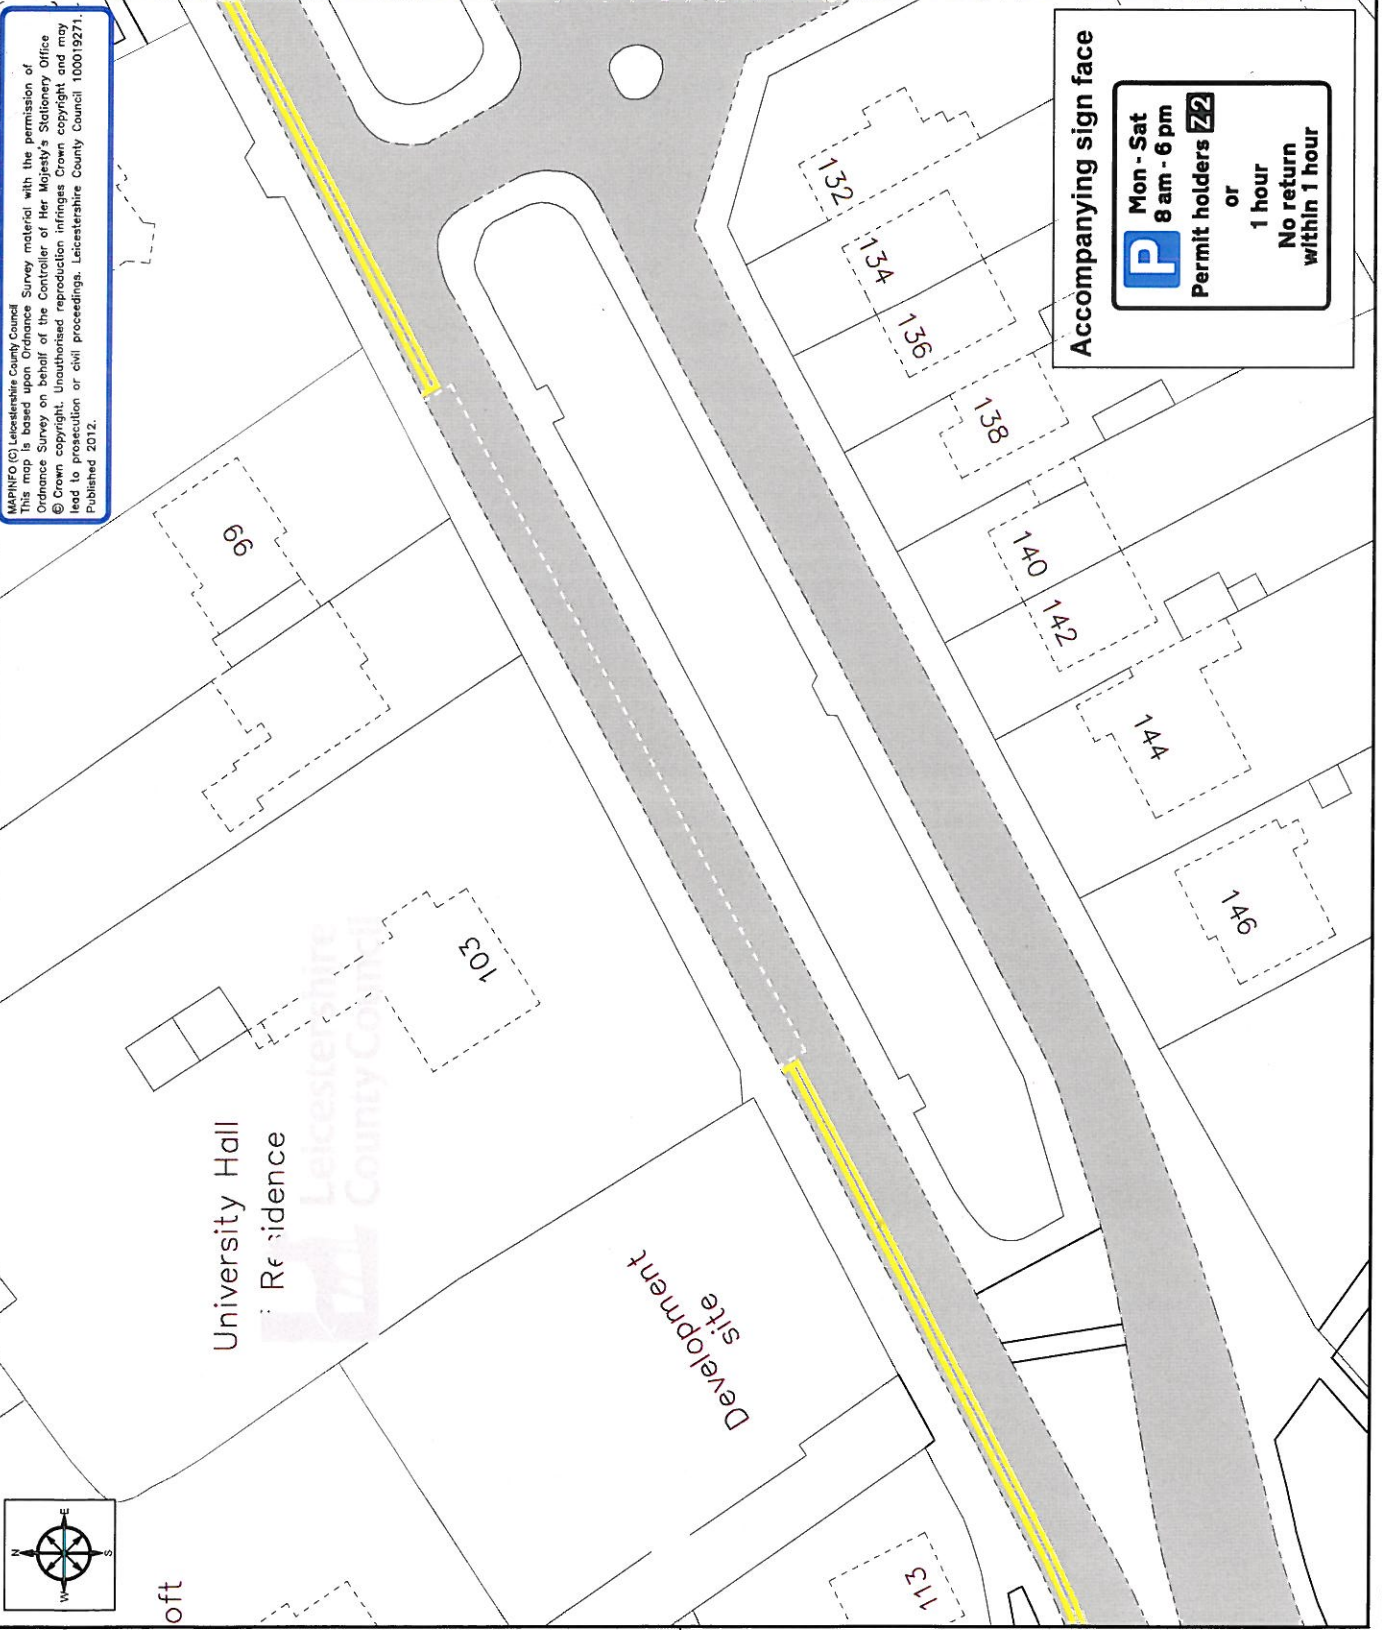 MAPINFO (C) Leicestershire County Council
This map is based upon Ordnance Survey material with the permission of
Ordnance Survey on behalf of the Controller of Her Majesty's Stationery Office
© Crown copyright. Unauthorised reproduction infringes Crown copyright and may
lead to prosecution or civil proceedings. Leicestershire County Council 100019271.
Published 2012.
N
E
S
W
University Hall
Leicestershire
County Council
66
103
Development
site
113
132
134
136
138
140
142
144
146
Accompanying sign face
P Mon - Sat
8 am - 6 pm
Permit holders Z2
or
1 hour
No return
within 1 hour